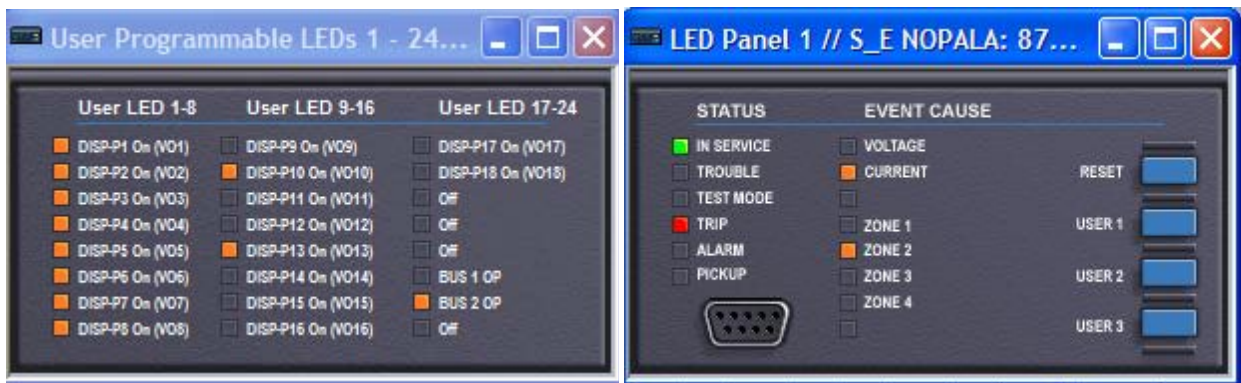 User Programmable LEDs 1 - 24...
User LED 1-8
DISP-P1 On (VO1)
DISP-P2 On (VO2)
DISP-P3 On (VO3)
DISP-P4 On (VO4)
DISP-P5 On (VO5)
DISP-P6 On (VO6)
DISP-P7 On (VO7)
DISP-P8 On (VO8)
User LED 9-16
DISP-P9 On (VO9)
DISP-P10 On (VO10)
DISP-P11 On (VO11)
DISP-P12 On (VO12)
DISP-P13 On (VO13)
DISP-P14 On (VO14)
DISP-P15 On (VO15)
DISP-P16 On (VO16)
User LED 17-24
DISP-P17 On (VO17)
DISP-P18 On (VO18)
Off
Off
Off
BUS 1 OP
BUS 2 OP
Off
LED Panel 1 // S_E NOPALA: 87...
STATUS
IN SERVICE
TROUBLE
TEST MODE
TRIP
ALARM
PICKUP
EVENT CAUSE
VOLTAGE
CURRENT
ZONE 1
ZONE 2
ZONE 3
ZONE 4
RESET
USER 1
USER 2
USER 3